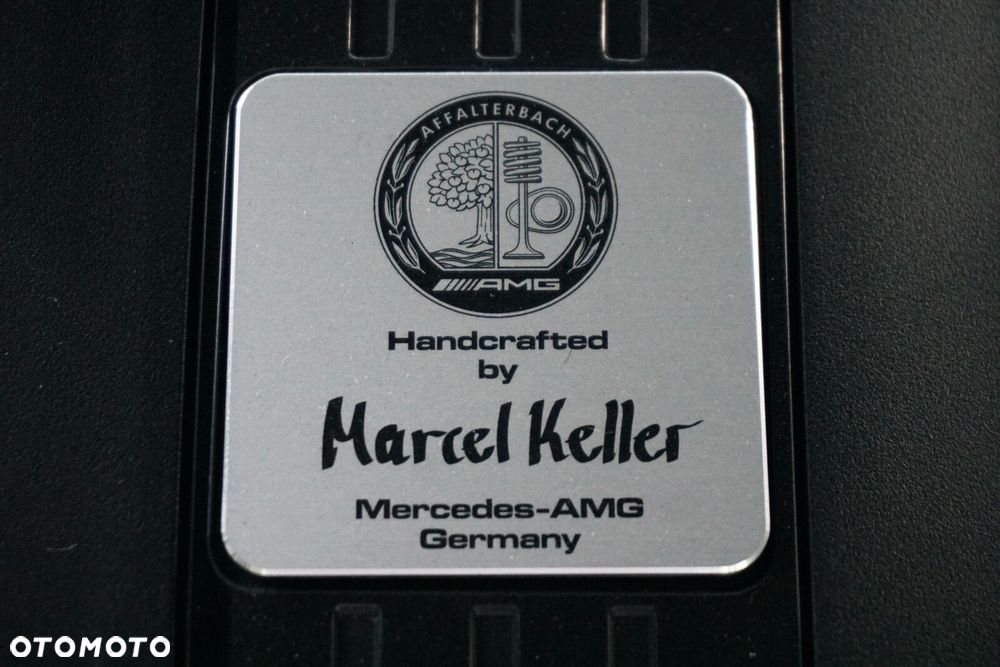 AFFALTERBACH
AMG
Handcrafted
by
Marcel Keller
Mercedes-AMG
Germany
OTOMOTO